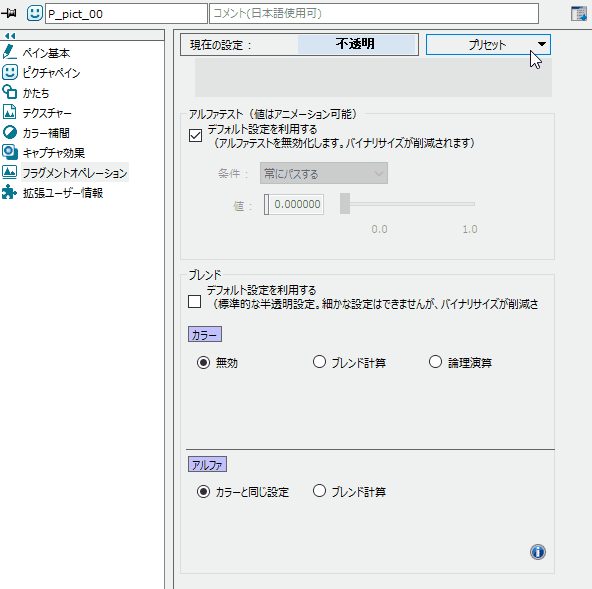 P_pict_00
コメント(日本語使用可)
ペイン基本
ピクチャペイン
かたち
テクスチャー
カラー補間
キャプチャ効果
フラグメントオペレーション
拡張ユーザー情報
現在の設定： 不透明 プリセット
アルファテスト（値はアニメーション可能）
デフォルト設定を利用する
（アルファテストを無効化します。バイナリサイズが削減されます）
条件： 常にパスする
値： 0.000000
0.0 1.0
ブレンド
デフォルト設定を利用する
（標準的な半透明設定。細かな設定はできませんが、バイナリサイズが削減さ
カラー
無効 ブレンド計算 論理演算
アルファ
カラーと同じ設定 ブレンド計算